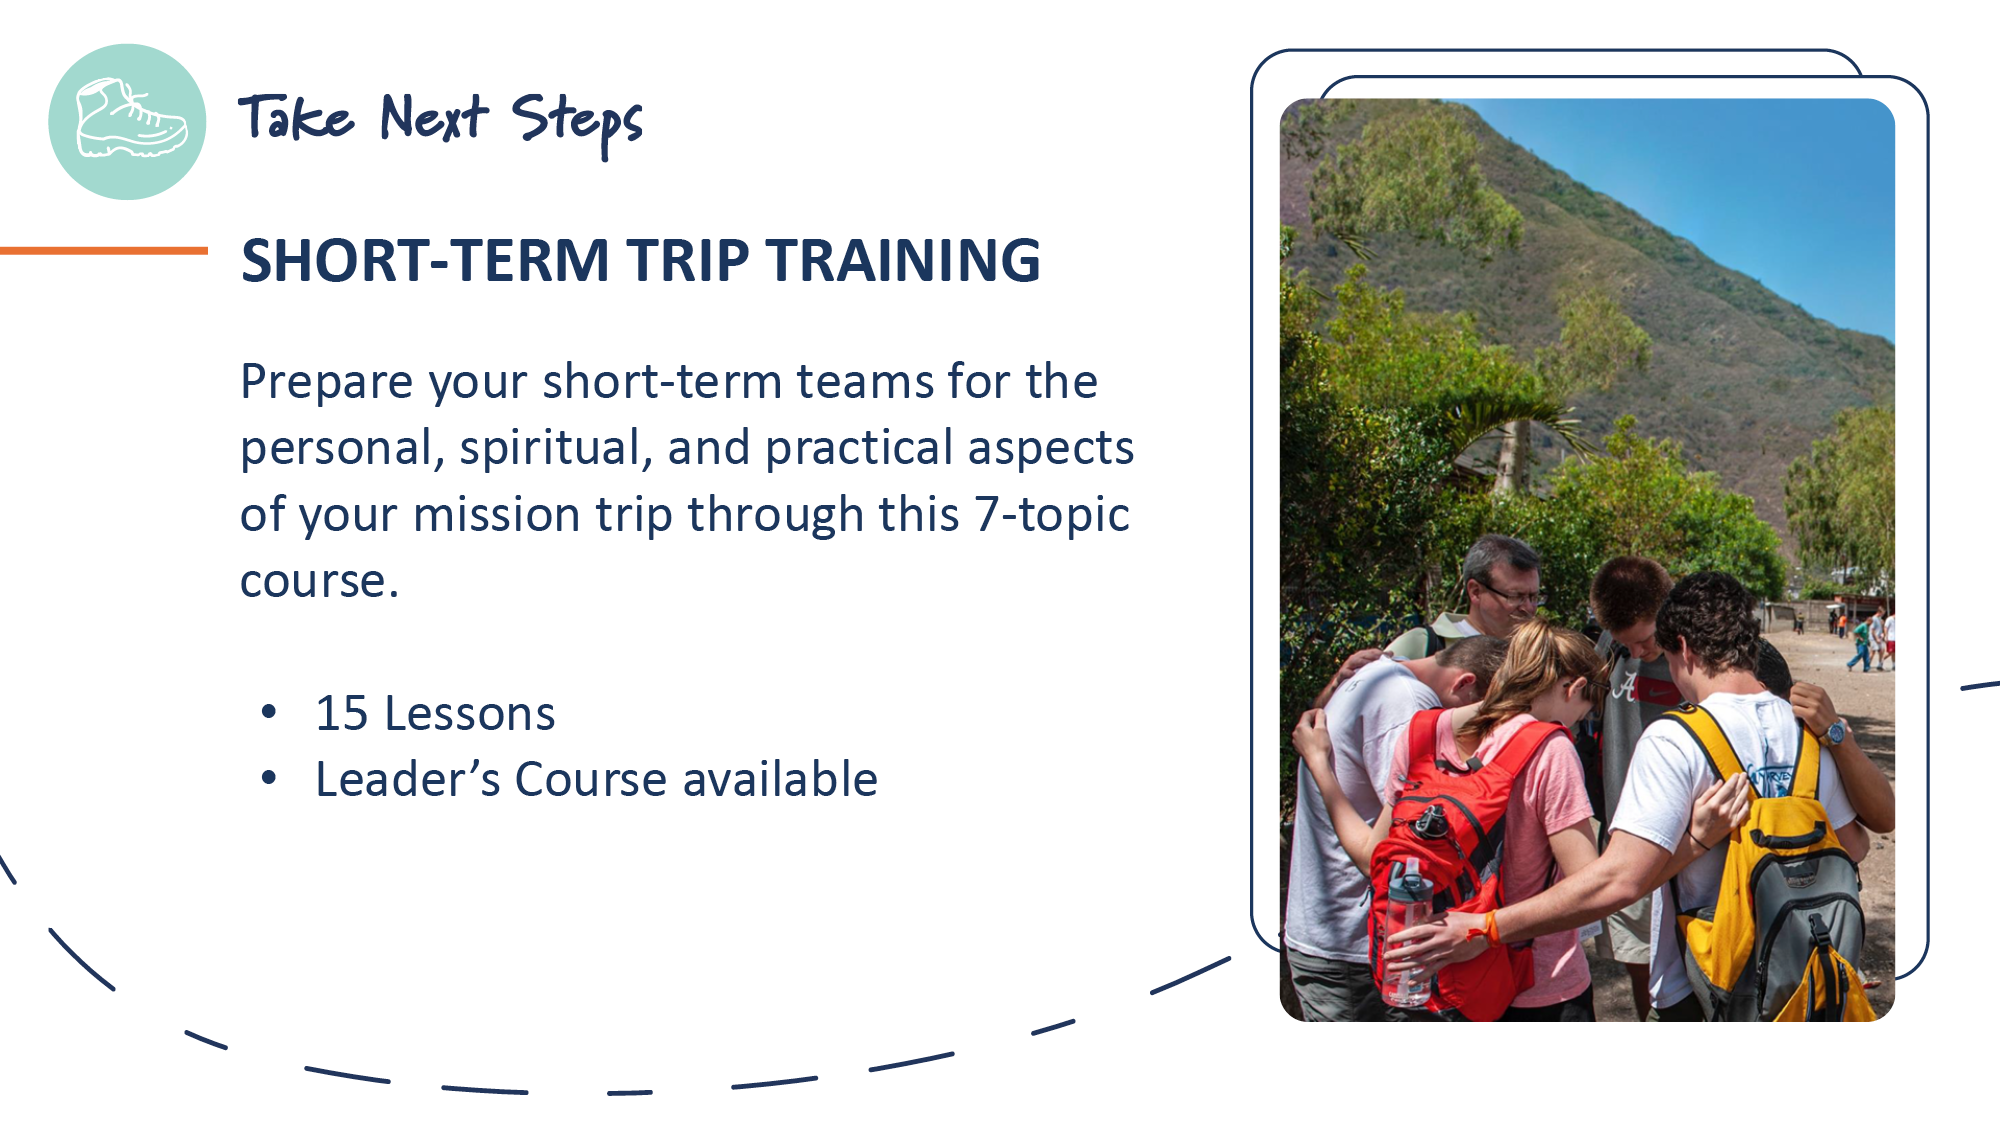 Take Next Steps
SHORT-TERM TRIP TRAINING
Prepare your short-term teams for the
personal, spiritual, and practical aspects
of your mission trip through this 7-topic
course.
• 15 Lessons
• Leader’s Course available
A